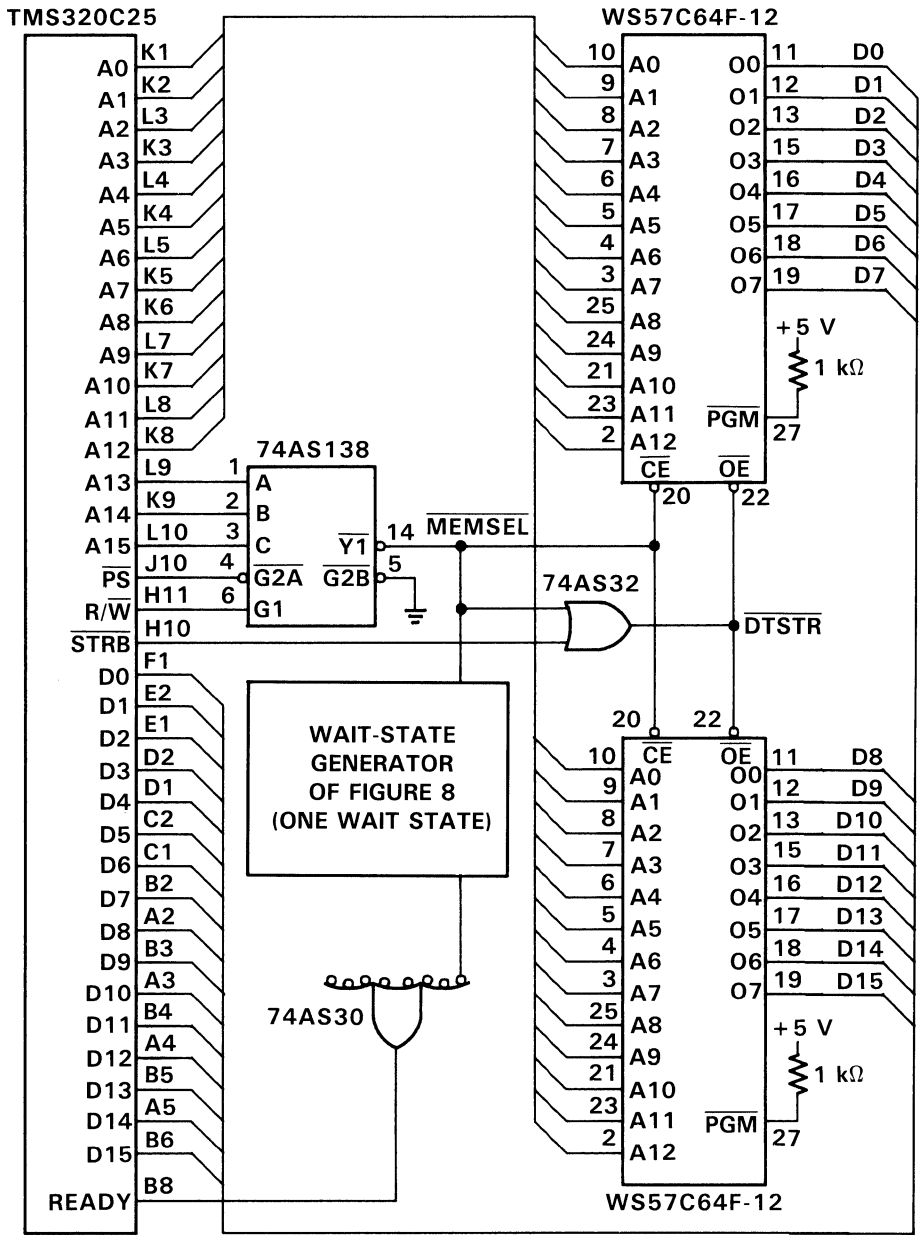 TMS320C25
WS57C64F-12
A0 K1
A1 K2
A2 L3
A3 K3
A4 L4
A5 K4
A6 L5
A7 K5
A8 K6
A9 L7
A10 K7
A11 L8
A12 K8
A13 L9
A14 K9
A15 L10
PS J10
R/W H11
STRB H10
D0 F1
D1 E2
D2 E1
D3 D2
D4 D1
D5 C2
D6 C1
D7 B2
D8 A2
D9 B3
D10 A3
D11 B4
D12 A4
D13 B5
D14 A5
D15 B6
READY B8
74AS138
1 A
2 B
3 C
4 G2A
6 G1
Y1 14
G2B 5
MEMSEL
74AS32
DTSTR
WAIT-STATE
GENERATOR
OF FIGURE 8
(ONE WAIT STATE)
74AS30
10 A0 O0 11 D0
9 A1 O1 12 D1
8 A2 O2 13 D2
7 A3 O3 15 D3
6 A4 O4 16 D4
5 A5 O5 17 D5
4 A6 O6 18 D6
3 A7 O7 19 D7
25 A8
24 A9
21 A10
23 A11
2 A12
+5 V
1 kΩ
PGM 27
CE OE
20 22
20 22
CE OE
10 A0 O0 11 D8
9 A1 O1 12 D9
8 A2 O2 13 D10
7 A3 O3 15 D11
6 A4 O4 16 D12
5 A5 O5 17 D13
4 A6 O6 18 D14
3 A7 O7 19 D15
25 A8
24 A9
21 A10
23 A11
2 A12
+5 V
1 kΩ
PGM 27
WS57C64F-12